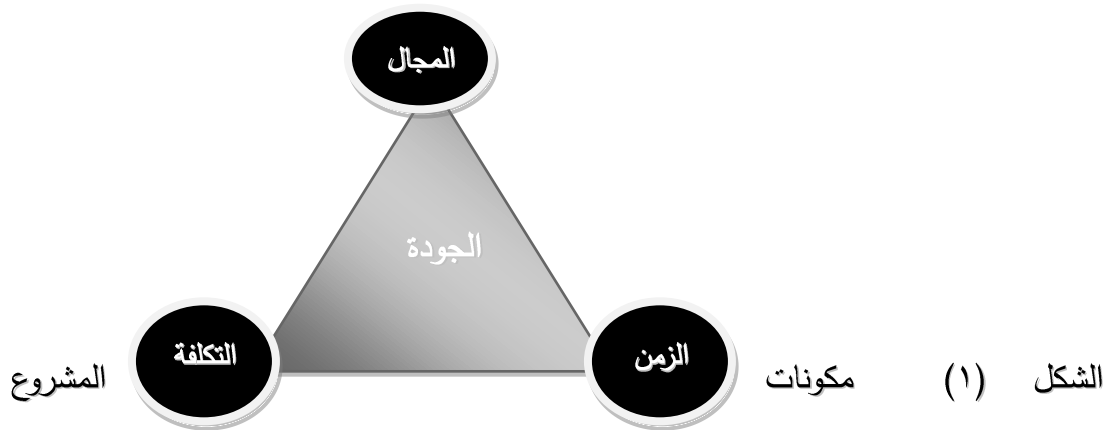 المجال
الجودة
الزمن
التكلفة
الشكل (١) مكونات المشروع